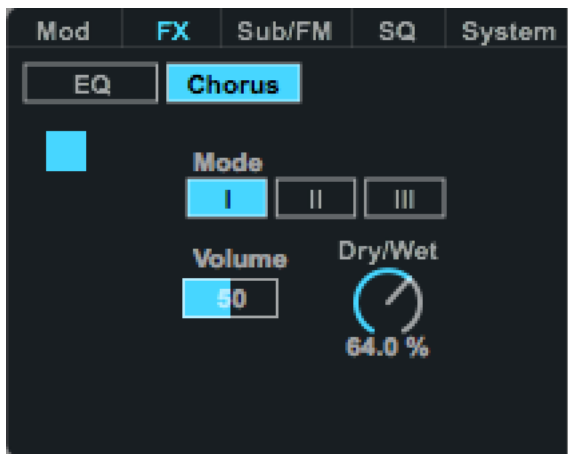 Mod FX Sub/FM SQ System
EQ Chorus
Mode
I II III
Volume Dry/Wet
50
64.0 %